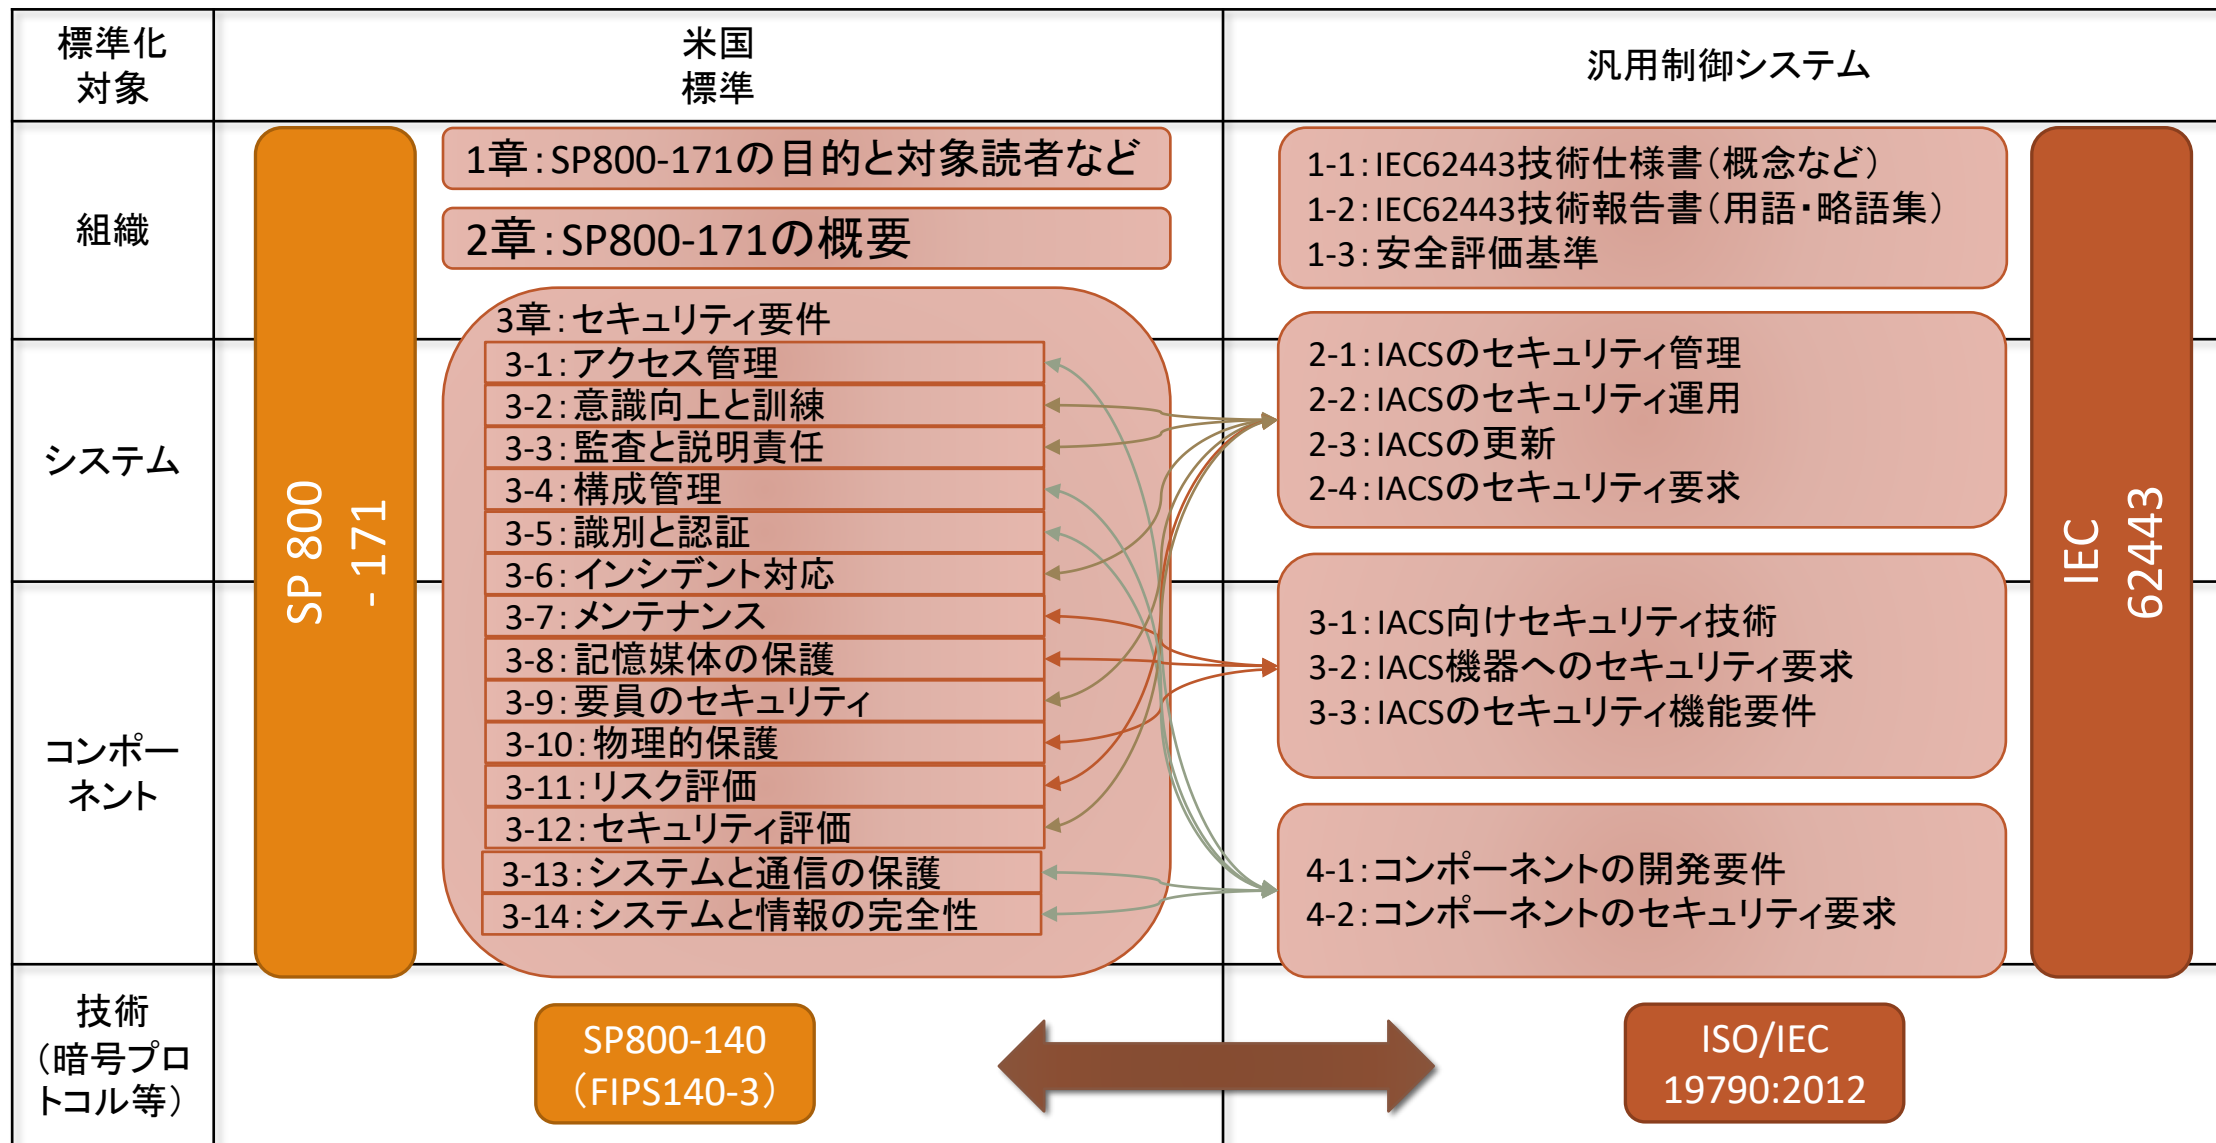 標準化
対象
米国
標準
汎用制御システム
組織
システム
コンポー
ネント
技術
（暗号プロ
トコル等）
SP 800
- 171
1章：SP800-171の目的と対象読者など
2章：SP800-171の概要
3章：セキュリティ要件
3-1：アクセス管理
3-2：意識向上と訓練
3-3：監査と説明責任
3-4：構成管理
3-5：識別と認証
3-6：インシデント対応
3-7：メンテナンス
3-8：記憶媒体の保護
3-9：要員のセキュリティ
3-10：物理的保護
3-11：リスク評価
3-12：セキュリティ評価
3-13：システムと通信の保護
3-14：システムと情報の完全性
1-1：IEC62443技術仕様書（概念など）
1-2：IEC62443技術報告書（用語・略語集）
1-3：安全評価基準
2-1：IACSのセキュリティ管理
2-2：IACSのセキュリティ運用
2-3：IACSの更新
2-4：IACSのセキュリティ要求
3-1：IACS向けセキュリティ技術
3-2：IACS機器へのセキュリティ要求
3-3：IACSのセキュリティ機能要件
4-1：コンポーネントの開発要件
4-2：コンポーネントのセキュリティ要求
IEC
62443
SP800-140
（FIPS140-3）
ISO/IEC
19790:2012